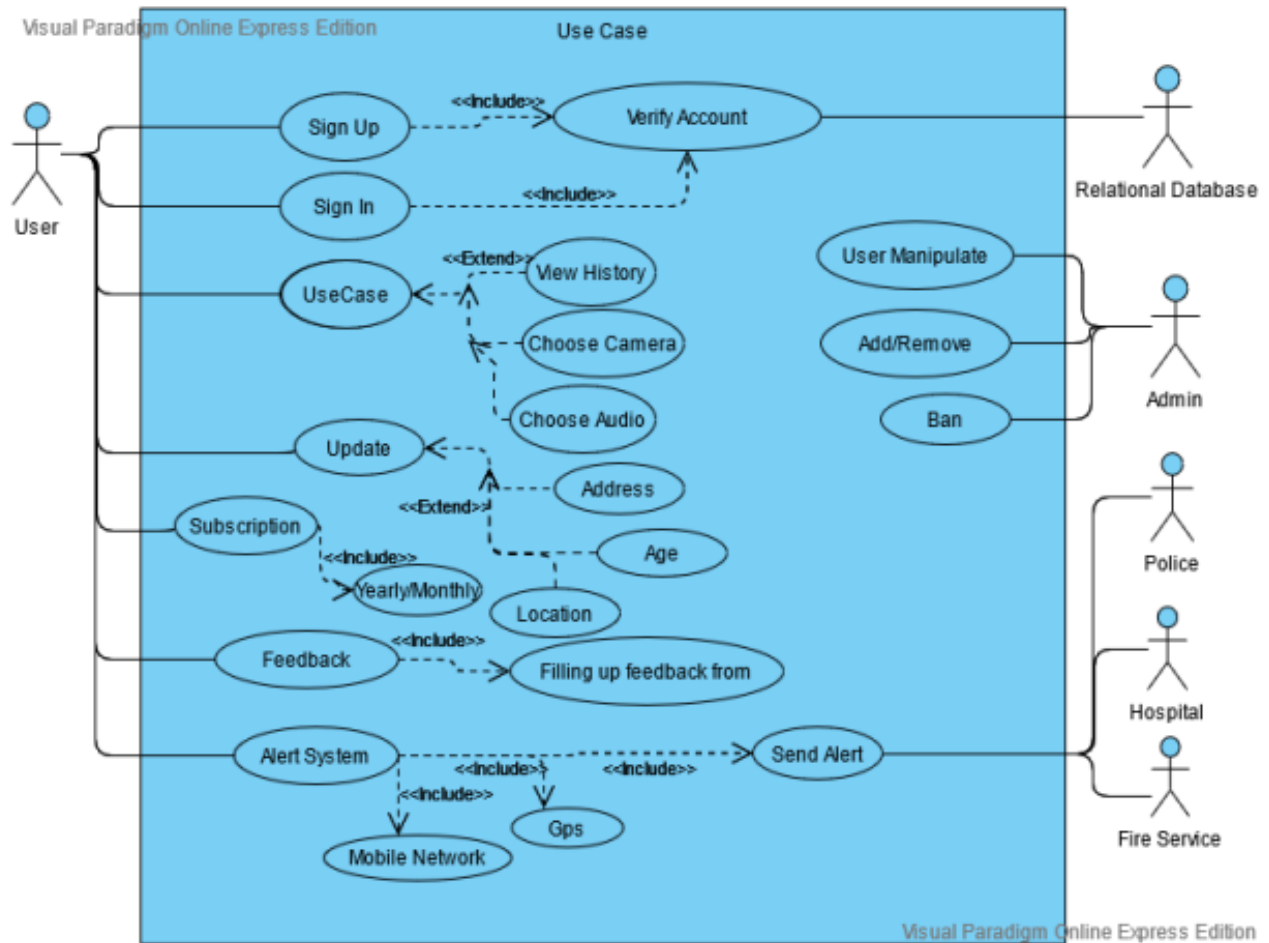 Visual Paradigm Online Express Edition
Use Case
<<Include>>
Sign Up
Verify Account
Relational Database
Sign In
<<Include>>
User
<<Extend>>
View History
User Manipulate
UseCase
Choose Camera
Add/Remove
Admin
Choose Audio
Ban
Update
Address
<<Extend>>
Subscription
Age
Police
<<Include>>
Yearly/Monthly
Location
<<Include>>
Feedback
Filling up feedback from
Hospital
Alert System
Send Alert
<<Include>>
<<Include>>
<<Include>>
Gps
Fire Service
Mobile Network
Visual Paradigm Online Express Edition